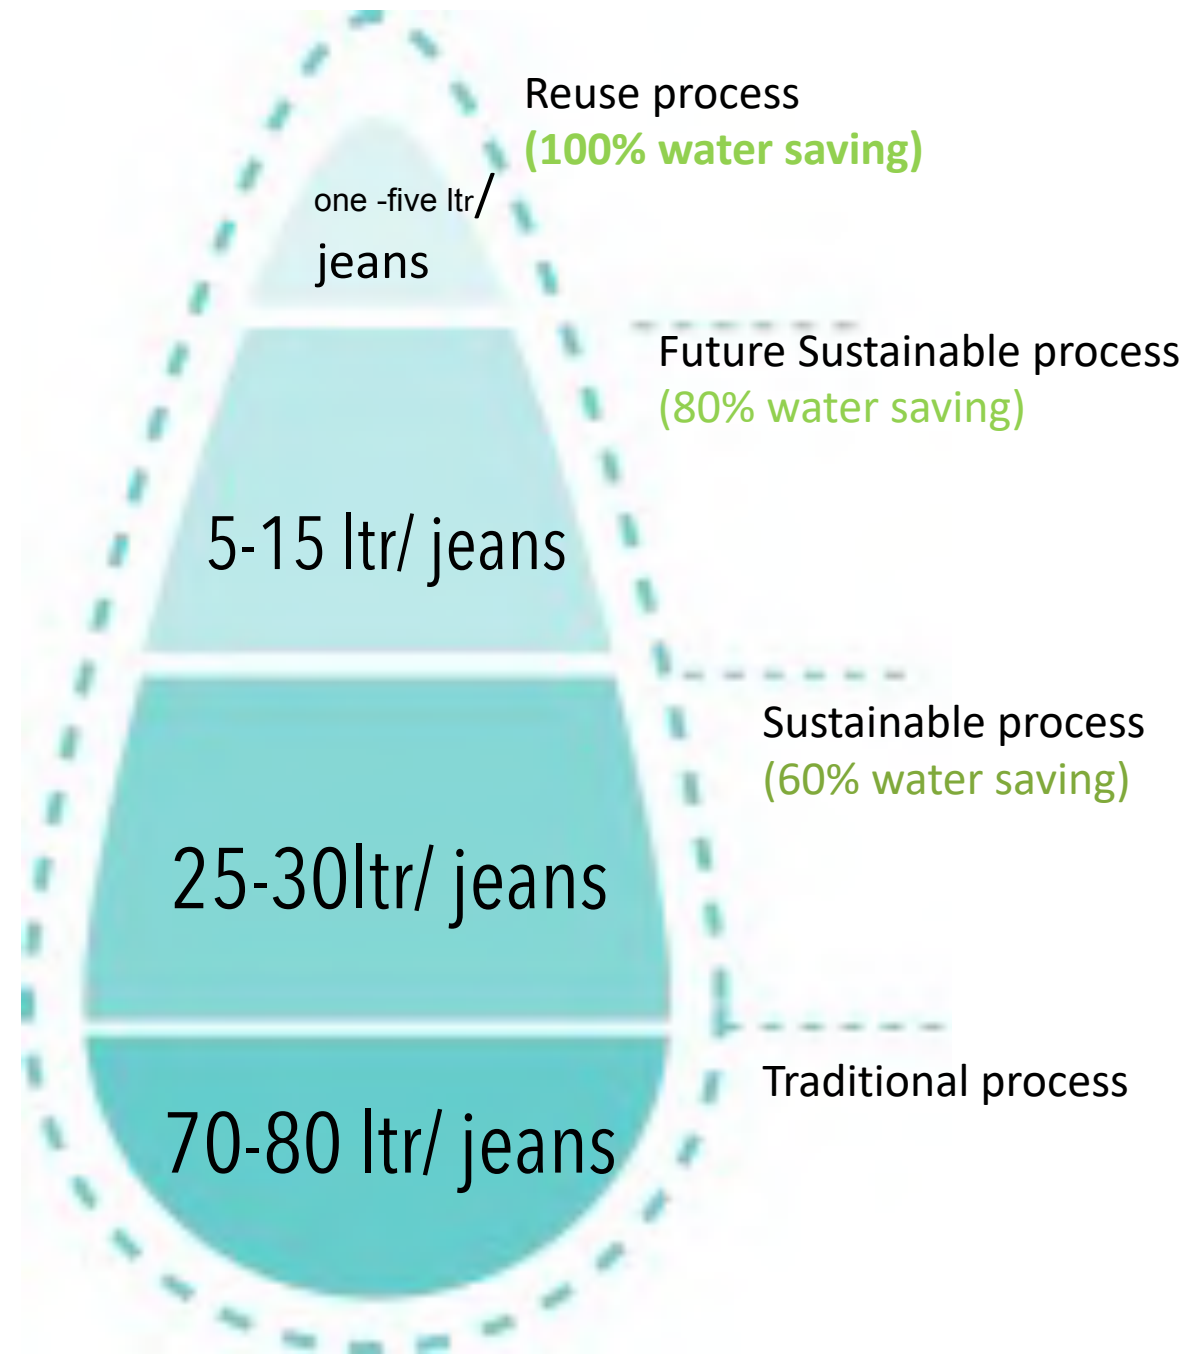 Reuse process
(100% water saving)
one -five ltr/
jeans
Future Sustainable process
(80% water saving)
5-15 ltr/ jeans
Sustainable process
(60% water saving)
25-30ltr/ jeans
Traditional process
70-80 ltr/ jeans